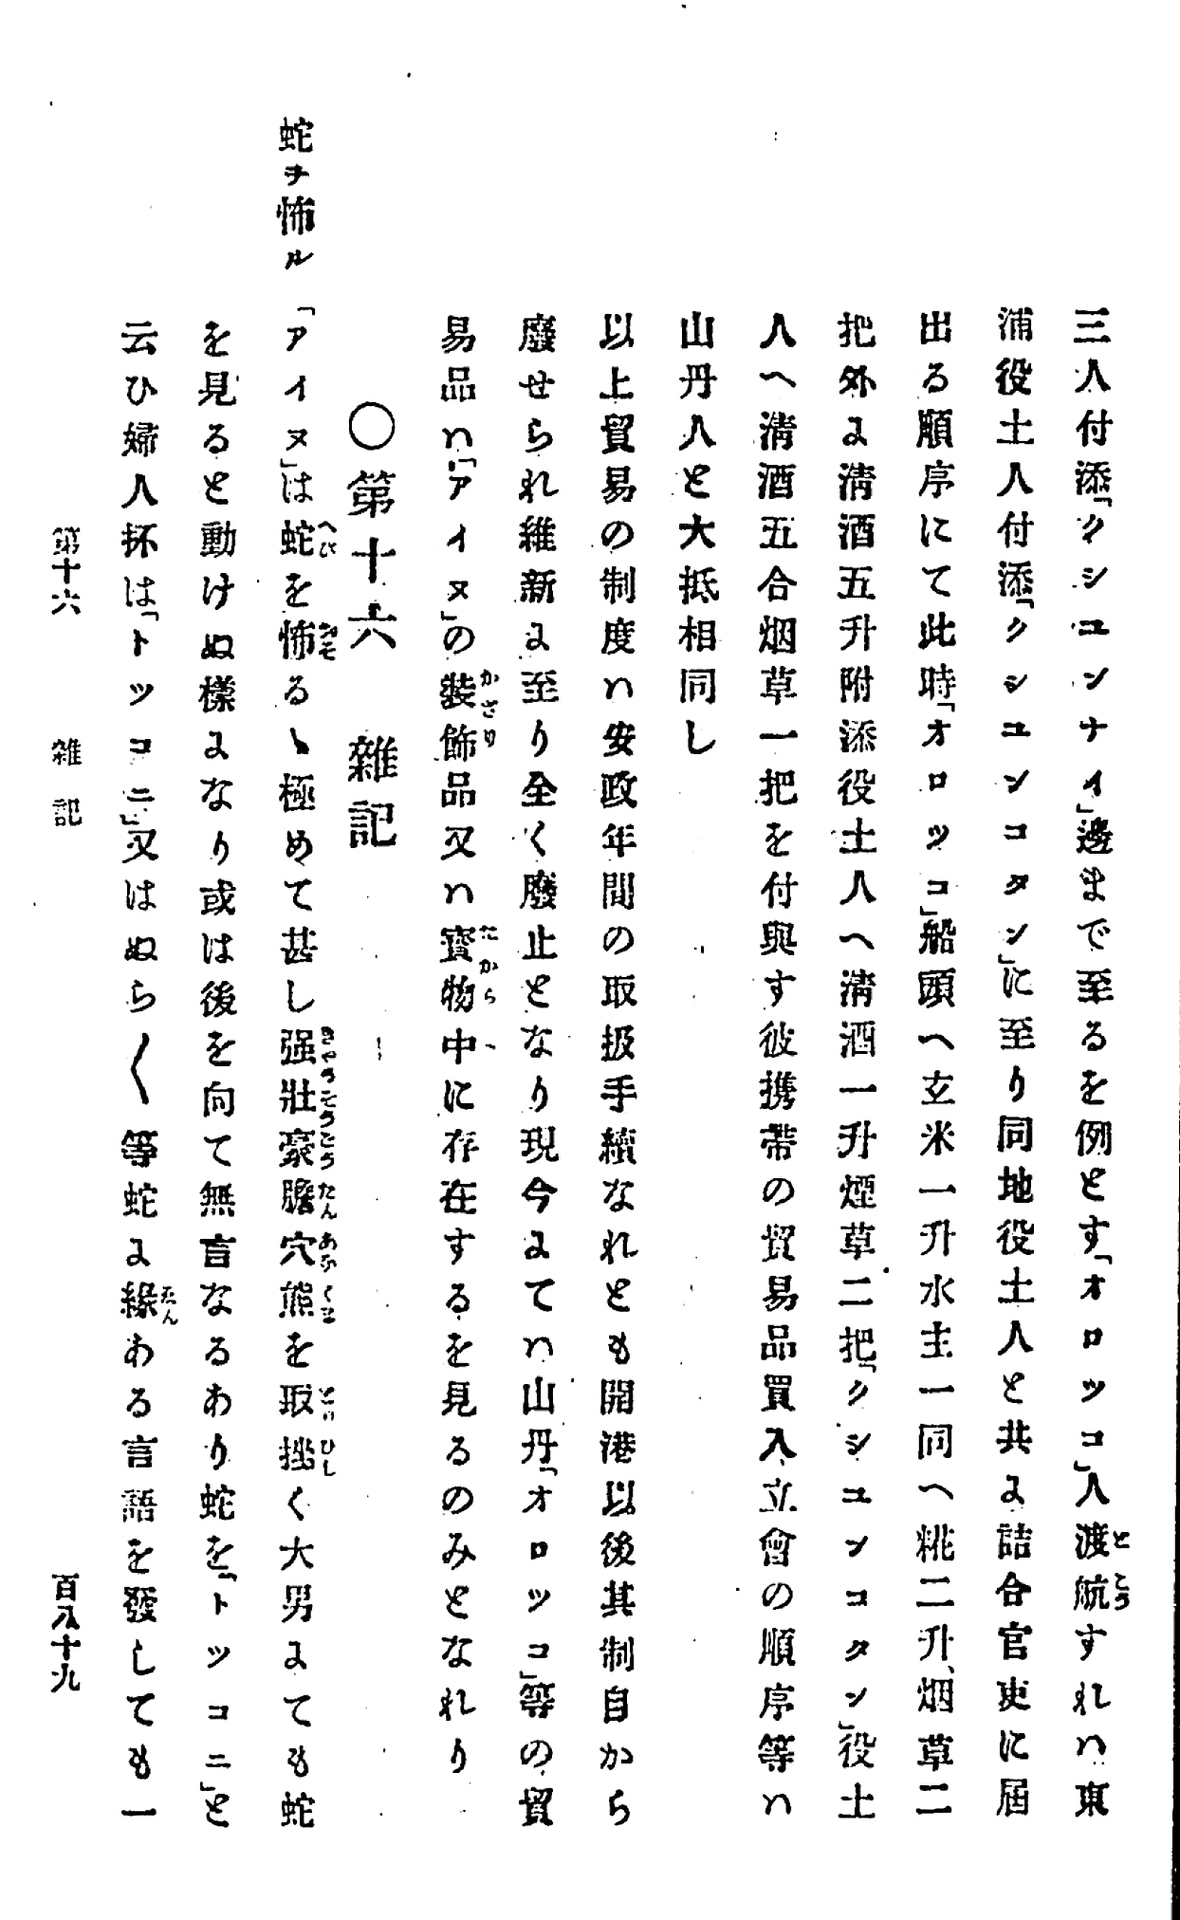 三人付添「クシユンナイ」邊まで至るを例とす「オロツコ」人渡航すれハ東
浦役土人付添「クシユンコタン」に至り同地役土人と共に詰合官吏に屆
出る順序にて此時「オロツコ」船頭へ玄米一升水主一同へ糀二升、烟草二
把外に淸酒五升附添役土人へ淸酒一升煙草二把「クシユンコタン」役土
人へ淸酒五合烟草一把を付與す彼携帶の貿易品買入立會の順序等ハ
山丹人と大抵相同し
以上貿易の制度ハ安政年間の取扱手續なれとも開港以後其制自から
廢せられ維新に至り全く廢止となり現今にてハ山丹「オロツコ」等の貿
易品ハ「アイヌ」の裝飾品又ハ寳物中に存在するを見るのみとなれり
〇第十六 雜記
蛇ヲ怖ル
「アイヌ」は蛇を怖るゝ極めて甚し强壯豪膽穴熊を取挫く大男にても蛇
を見ると動けぬ樣になり或は後を向て無言なるあり蛇を「トツコニ」と
云ひ婦人抔は「トツコニ」又はぬら〱等蛇に緣ある言語を發しても一
第十六 雜記 百八十九